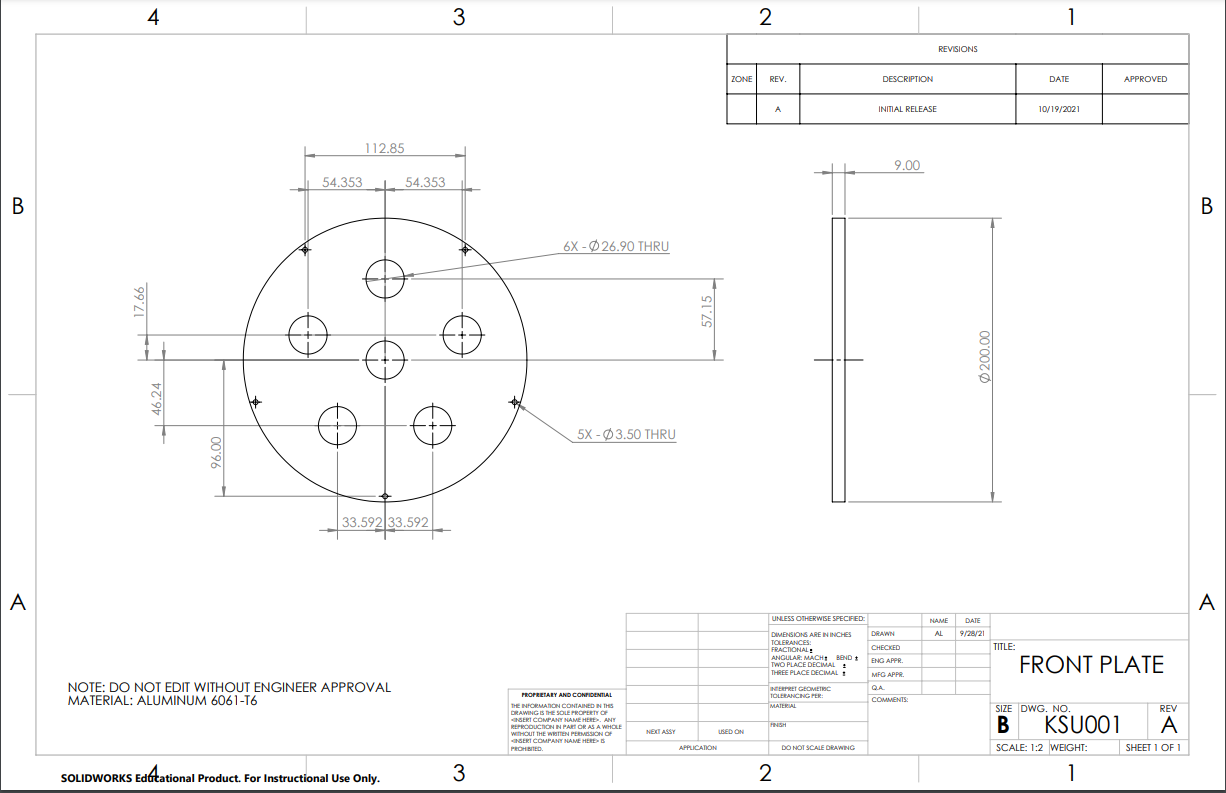 4 3 2 1
REVISIONS
ZONE REV. DESCRIPTION DATE APPROVED
A INITIAL RELEASE 10/19/2021
112.85
54.353 54.353
9.00
B B
6X - Ø 26.90 THRU
17.66
57.15
Ø 200.00
46.24
96.00
5X - Ø 3.50 THRU
33.592 33.592
A A
NOTE: DO NOT EDIT WITHOUT ENGINEER APPROVAL
MATERIAL: ALUMINUM 6061-T6
PROPRIETARY AND CONFIDENTIAL
THE INFORMATION CONTAINED IN THIS
DRAWING IS THE SOLE PROPERTY OF
<INSERT COMPANY NAME HERE>. ANY
REPRODUCTION IN PART OR AS A WHOLE
WITHOUT THE WRITTEN PERMISSION OF
<INSERT COMPANY NAME HERE> IS
PROHIBITED.
NEXT ASSY USED ON
APPLICATION
UNLESS OTHERWISE SPECIFIED:
DIMENSIONS ARE IN INCHES
TOLERANCES:
FRACTIONAL ±
ANGULAR: MACH ± BEND ±
TWO PLACE DECIMAL ±
THREE PLACE DECIMAL ±
INTERPRET GEOMETRIC
TOLERANCING PER:
MATERIAL
FINISH
DO NOT SCALE DRAWING
NAME DATE
DRAWN AL 9/28/21
CHECKED
ENG APPR.
MFG APPR.
Q.A.
COMMENTS:
TITLE:
FRONT PLATE
SIZE DWG. NO. REV
B KSU001 A
SCALE: 1:2 WEIGHT: SHEET 1 OF 1
4 3 2 1
SOLIDWORKS Educational Product. For Instructional Use Only.